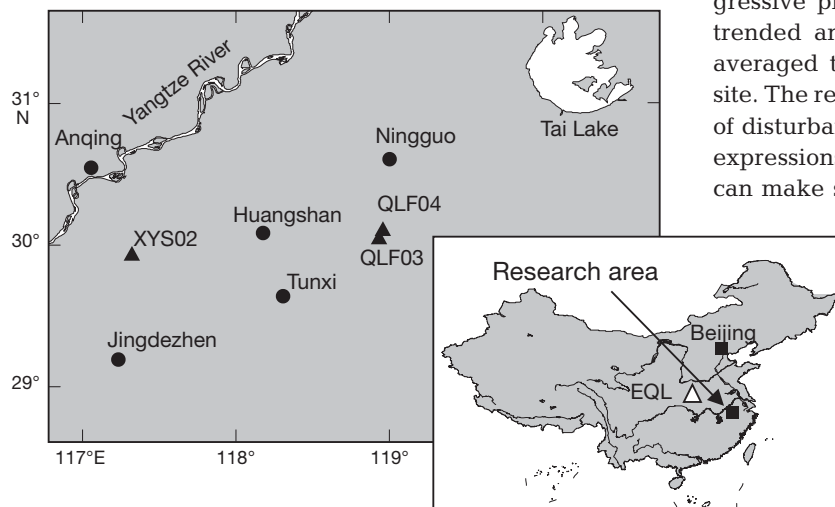 gressive p
trended ar
averaged t
site. The re
of disturba
expression
can make s
31°
N
30°
29°
117°E
118°
119°
Yangtze River
Anqing
Tai Lake
Ningguo
QLF04
Huangshan
XYS02
QLF03
Tunxi
Jingdezhen
Research area
Beijing
EQL